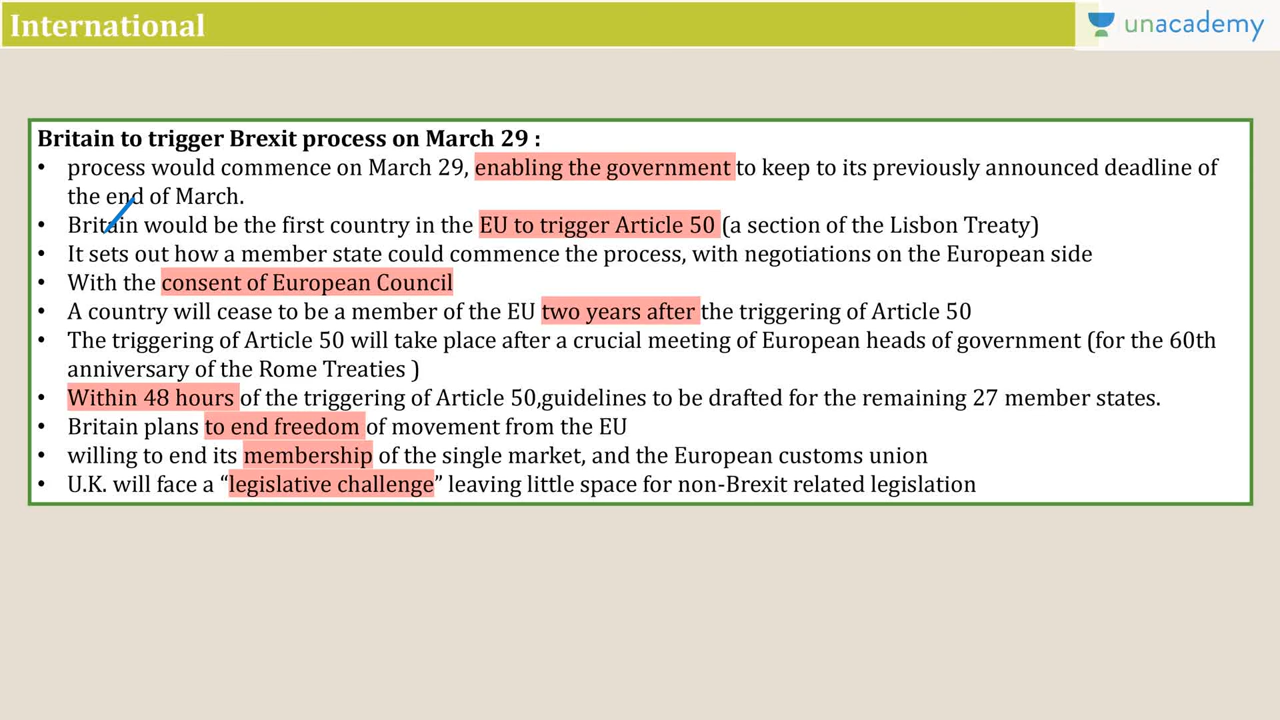 International
unacademy
Britain to trigger Brexit process on March 29 :
• process would commence on March 29, enabling the government to keep to its previously announced deadline of
the end of March.
• Britain would be the first country in the EU to trigger Article 50 (a section of the Lisbon Treaty)
• It sets out how a member state could commence the process, with negotiations on the European side
• With the consent of European Council
• A country will cease to be a member of the EU two years after the triggering of Article 50
• The triggering of Article 50 will take place after a crucial meeting of European heads of government (for the 60th
anniversary of the Rome Treaties )
• Within 48 hours of the triggering of Article 50,guidelines to be drafted for the remaining 27 member states.
• Britain plans to end freedom of movement from the EU
• willing to end its membership of the single market, and the European customs union
• U.K. will face a “legislative challenge” leaving little space for non-Brexit related legislation